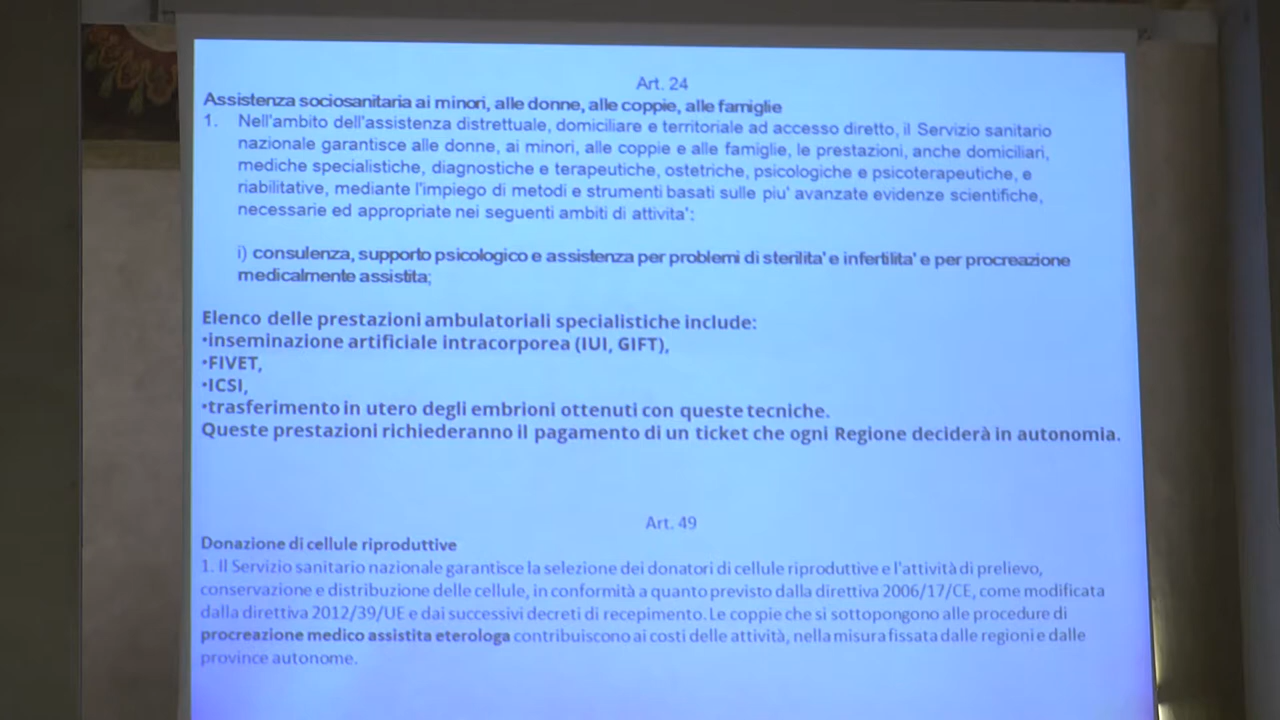 Art. 24
Assistenza sociosanitaria ai minori, alle donne, alle coppie, alle famiglie
1. Nell'ambito dell'assistenza distrettuale, domiciliare e territoriale ad accesso diretto, il Servizio sanitario
nazionale garantisce alle donne, ai minori, alle coppie e alle famiglie, le prestazioni, anche domiciliari,
mediche specialistiche, diagnostiche e terapeutiche, ostetriche, psicologiche e psicoterapeutiche, e
riabilitative, mediante l'impiego di metodi e strumenti basati sulle piu' avanzate evidenze scientifiche,
necessarie ed appropriate nei seguenti ambiti di attivita':
i) consulenza, supporto psicologico e assistenza per problemi di sterilita' e infertilita' e per procreazione
medicalmente assistita;
Elenco delle prestazioni ambulatoriali specialistiche include:
•inseminazione artificiale intracorporea (IUI, GIFT),
•FIVET,
•ICSI,
•trasferimento in utero degli embrioni ottenuti con queste tecniche.
Queste prestazioni richiederanno il pagamento di un ticket che ogni Regione deciderà in autonomia.
Art. 49
Donazione di cellule riproduttive
1. Il Servizio sanitario nazionale garantisce la selezione dei donatori di cellule riproduttive e l'attività di prelievo,
conservazione e distribuzione delle cellule, in conformità a quanto previsto dalla direttiva 2006/17/CE, come modificata
dalla direttiva 2012/39/UE e dai successivi decreti di recepimento. Le coppie che si sottopongono alle procedure di
procreazione medico assistita eterologa contribuiscono ai costi delle attività, nella misura fissata dalle regioni e dalle
province autonome.